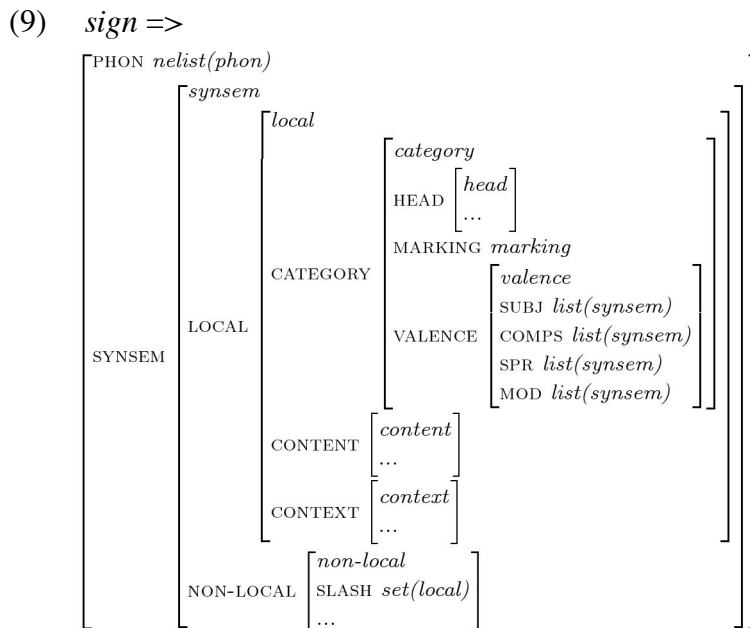 (9) sign =>
PHON nelist(phon)
synsem
local
category
HEAD
head
...
MARKING marking
CATEGORY
valence
SUBJ list(synsem)
LOCAL
VALENCE
COMPS list(synsem)
SYNSEM
SPR list(synsem)
MOD list(synsem)
CONTENT
content
...
CONTEXT
context
...
non-local
NON-LOCAL
SLASH set(local)
...